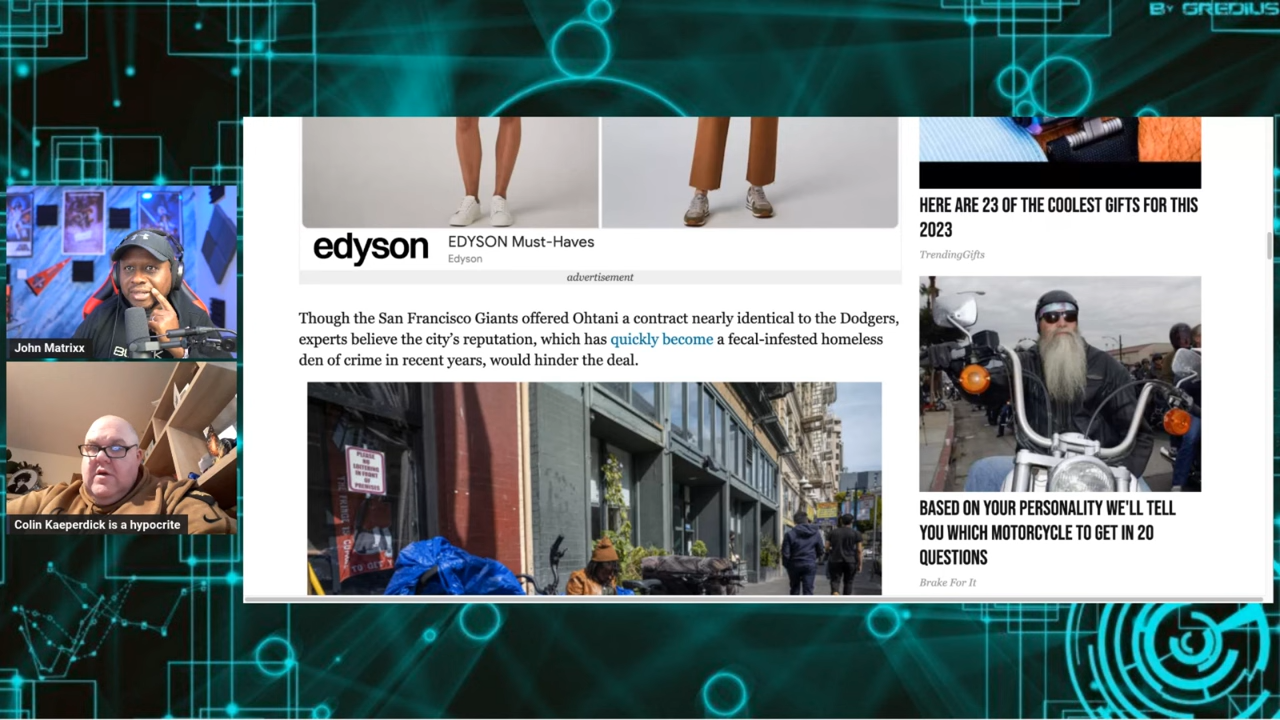 BY GREDIUS
edyson
EDYSON Must-Haves
Edyson
advertisement
Though the San Francisco Giants offered Ohtani a contract nearly identical to the Dodgers,
experts believe the city's reputation, which has quickly become a fecal-infested homeless
den of crime in recent years, would hinder the deal.
PLEASE
NO
LOITERING
IN FRONT
OF
PREMISES
HERE ARE 23 OF THE COOLEST GIFTS FOR THIS
2023
TrendingGifts
BASED ON YOUR PERSONALITY WE'LL TELL
YOU WHICH MOTORCYCLE TO GET IN 20
QUESTIONS
Brake For It
John Matrixx
Colin Kaeperdick is a hypocrite